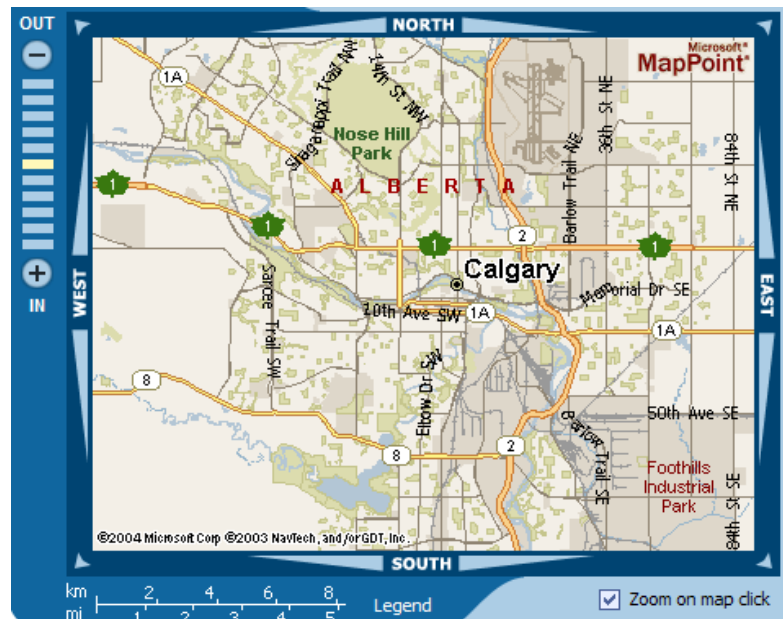 OUT
NORTH
Microsoft®
MapPoint®
1A
Shaganappi Trail NW
14th St NW
36th St NE
Nose Hill
Park
Barlow Trail NE
84th St NE
ALBERTA
1
1
2
1
1
Calgary
IN
WEST
EAST
Sarcee Trail SW
Memorial Dr SE
10th Ave SW
1A
1A
8
Elbow Dr SW
50th Ave SE
Barlow Trail SE
8
2
Foothills
Industrial
Park
84th St SE
©2004 Microsoft Corp ©2003 NavTech, and/or GDT, Inc.
SOUTH
km 2 4 6 8
mi 1 2 3 4 5
Legend
Zoom on map click